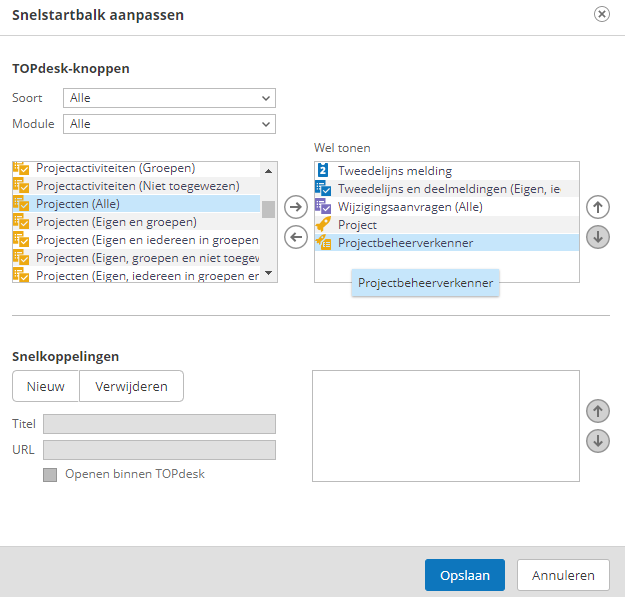 Snelstartbalk aanpassen
TOPdesk-knoppen
Soort
Alle
Module
Alle
Projectactiviteiten (Groepen)
Projectactiviteiten (Niet toegewezen)
Projecten (Alle)
Projecten (Eigen en groepen)
Projecten (Eigen en iedereen in groepen
Projecten (Eigen, groepen en niet toegew
Projecten (Eigen, iedereen in groepen en
Wel tonen
2 Tweedelijns melding
Tweedelijns en deelmeldingen (Eigen, ie
Wijzigingsaanvragen (Alle)
Project
Projectbeheerverkenner
Projectbeheerverkenner
Snelkoppelingen
Nieuw
Verwijderen
Titel
URL
Openen binnen TOPdesk
Opslaan
Annuleren